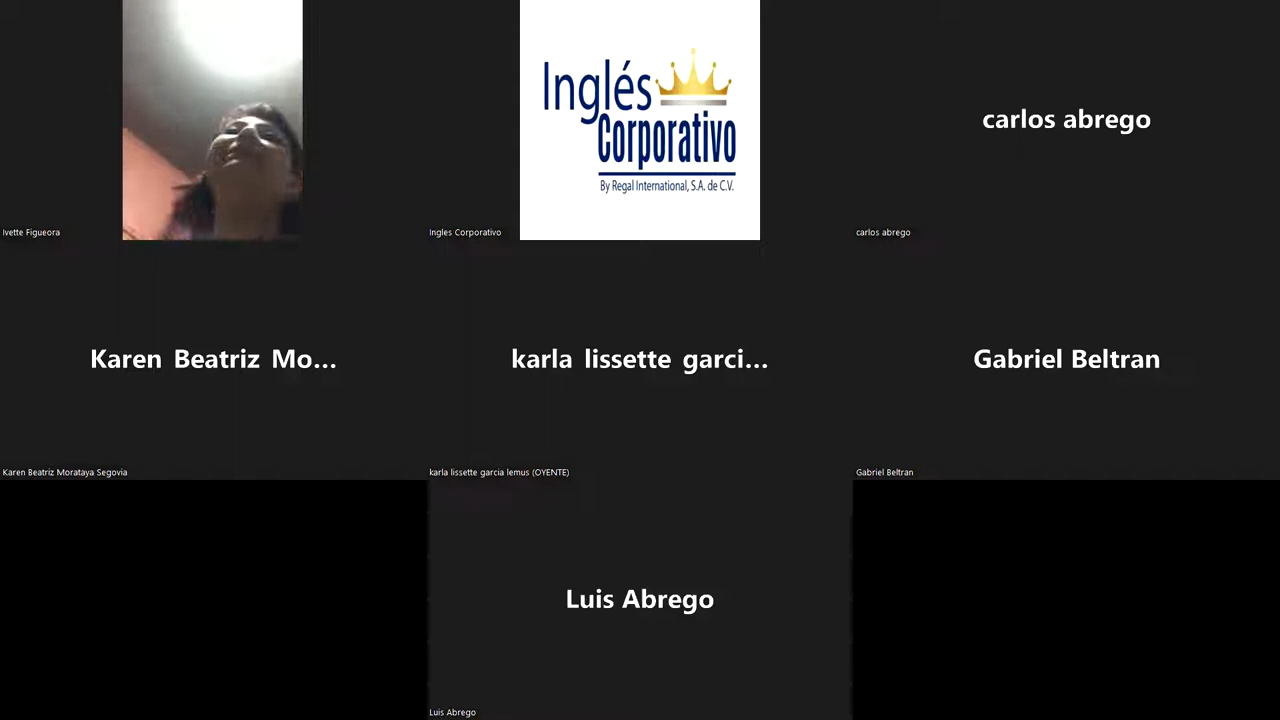 Inglés
Corporativo
By Regal International, S.A. de C.V.
carlos abrego
Ivette Figueora
Ingles Corporativo
carlos abrego
Karen Beatriz Mo...
karla lissette garci...
Gabriel Beltran
Karen Beatriz Morataya Segovia
karla lissette garcia lemus (OYENTE)
Gabriel Beltran
Luis Abrego
Luis Abrego